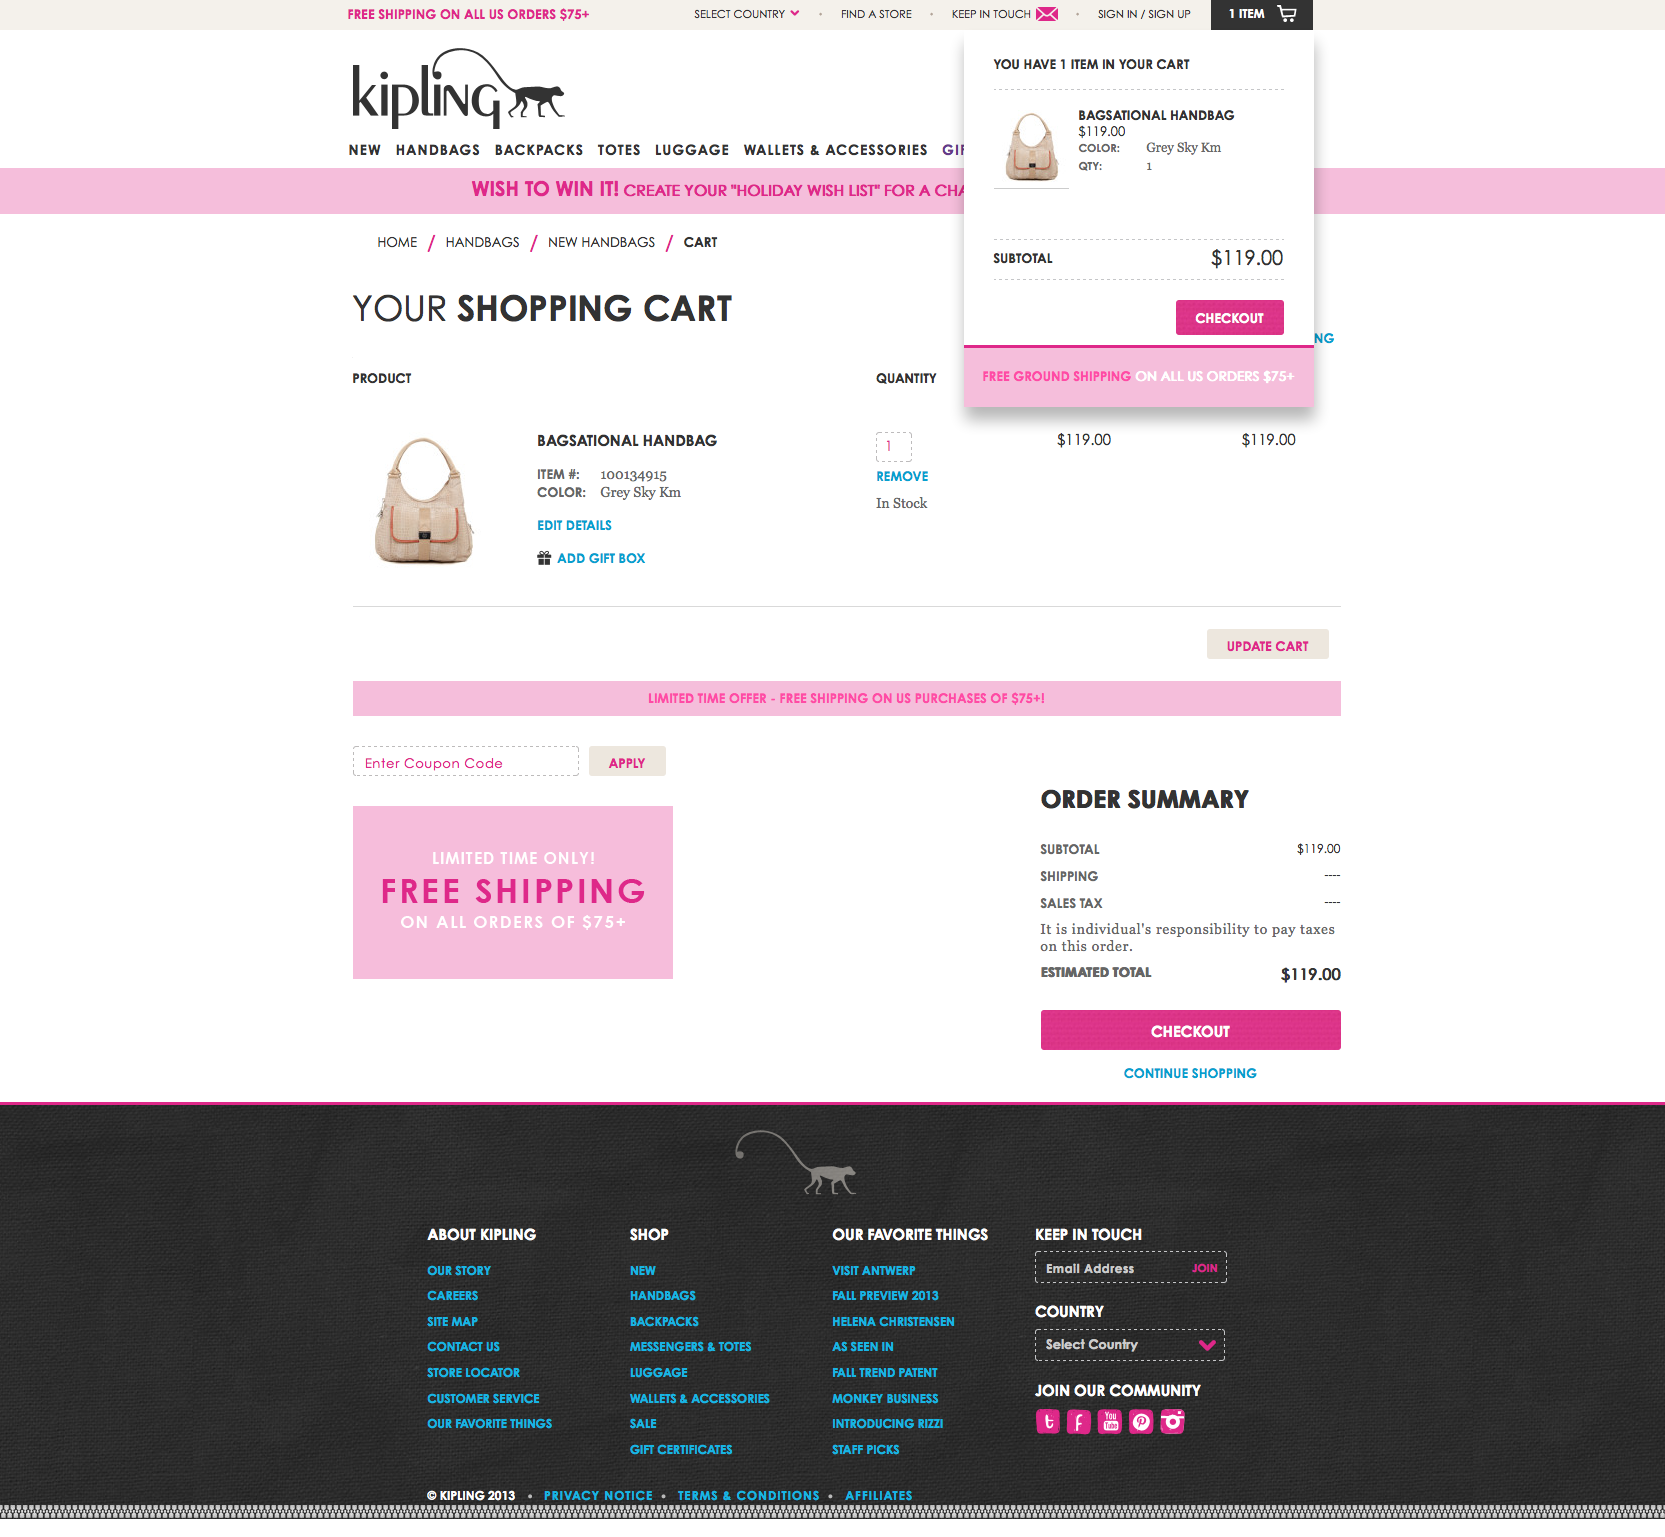 FREE SHIPPING ON ALL US ORDERS $75+
SELECT COUNTRY • FIND A STORE • KEEP IN TOUCH • SIGN IN / SIGN UP
1 ITEM
kipling
NEW HANDBAGS BACKPACKS TOTES LUGGAGE WALLETS & ACCESSORIES
WISH TO WIN IT! CREATE YOUR "HOLIDAY WISH LIST" FOR A
YOU HAVE 1 ITEM IN YOUR CART
BAGSATIONAL HANDBAG
$119.00
COLOR: Grey Sky Km
QTY: 1
SUBTOTAL $119.00
CHECKOUT
FREE GROUND SHIPPING ON ALL US ORDERS $75+
HOME / HANDBAGS / NEW HANDBAGS / CART
YOUR SHOPPING CART
PRODUCT QUANTITY
BAGSATIONAL HANDBAG
ITEM #: 100134915
COLOR: Grey Sky Km
EDIT DETAILS
ADD GIFT BOX
1
REMOVE
In Stock
$119.00 $119.00
UPDATE CART
LIMITED TIME OFFER - FREE SHIPPING ON US PURCHASES OF $75+!
Enter Coupon Code APPLY
LIMITED TIME ONLY!
FREE SHIPPING
ON ALL ORDERS OF $75+
ORDER SUMMARY
SUBTOTAL $119.00
SHIPPING ----
SALES TAX ----
It is individual's responsibility to pay taxes
on this order.
ESTIMATED TOTAL $119.00
CHECKOUT
CONTINUE SHOPPING
ABOUT KIPLING
OUR STORY
CAREERS
SITE MAP
CONTACT US
STORE LOCATOR
CUSTOMER SERVICE
OUR FAVORITE THINGS
SHOP
NEW
HANDBAGS
BACKPACKS
MESSENGERS & TOTES
LUGGAGE
WALLETS & ACCESSORIES
SALE
GIFT CERTIFICATES
OUR FAVORITE THINGS
VISIT ANTWERP
FALL PREVIEW 2013
HELENA CHRISTENSEN
AS SEEN IN
FALL TREND PATENT
MONKEY BUSINESS
INTRODUCING RIZZI
STAFF PICKS
KEEP IN TOUCH
Email Address JOIN
COUNTRY
Select Country
JOIN OUR COMMUNITY
You Tube
© KIPLING 2013 • PRIVACY NOTICE • TERMS & CONDITIONS • AFFILIATES